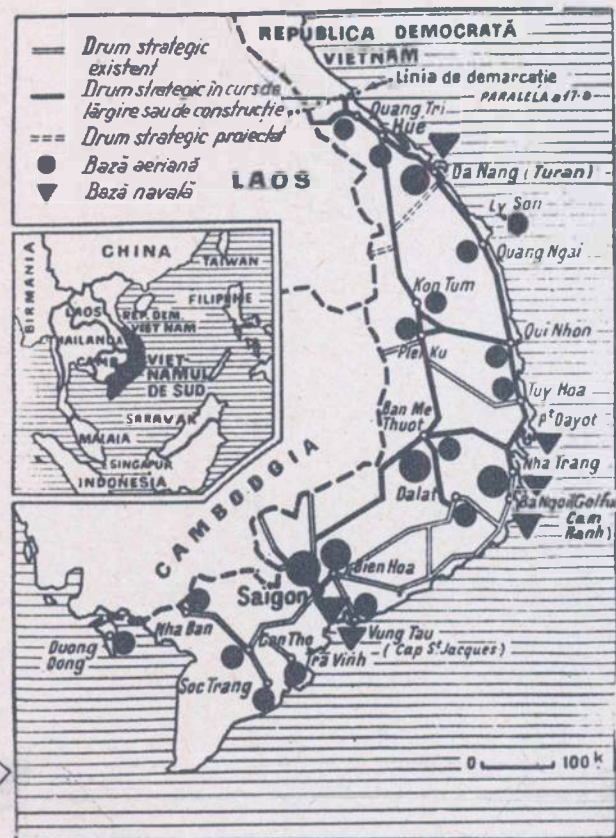 REPUBLICA DEMOCRATĂ
VIETNAM
Drum strategic
existent
Drum strategic în curs de
lărgire sau de construcție
Drum strategic proiectat
Bază aeriană
Bază navală
Linia de demarcație
PARALELA a 17-a
Quang Tri
Hue
DA Nang (Turan)
LAOS
Ly Son
Quang Ngai
Kon Tum
Plei Ku
Qui Nhon
Tuy Hoa
Pt Dayot
Ban Me
Thuot
Nha Trang
Dalat
Cam
Ranh)
CAMBODGIA
Bien Hoa
Saigon
Nha Ban
Duong
Dong
Can Tho
Tra Vinh
Vung Tau
(Cap St Jacques)
Soc Trang
0 100 k
CHINA
TAIWAN
BIRMANIA
LAOS
REP. DEM.
VIETNAM
FILIPINE
THAILANDA
CAMB.
VIET-
NAMUL
DE SUD
SARAVAK
MALAIA
SINGAPUR
INDONESIA